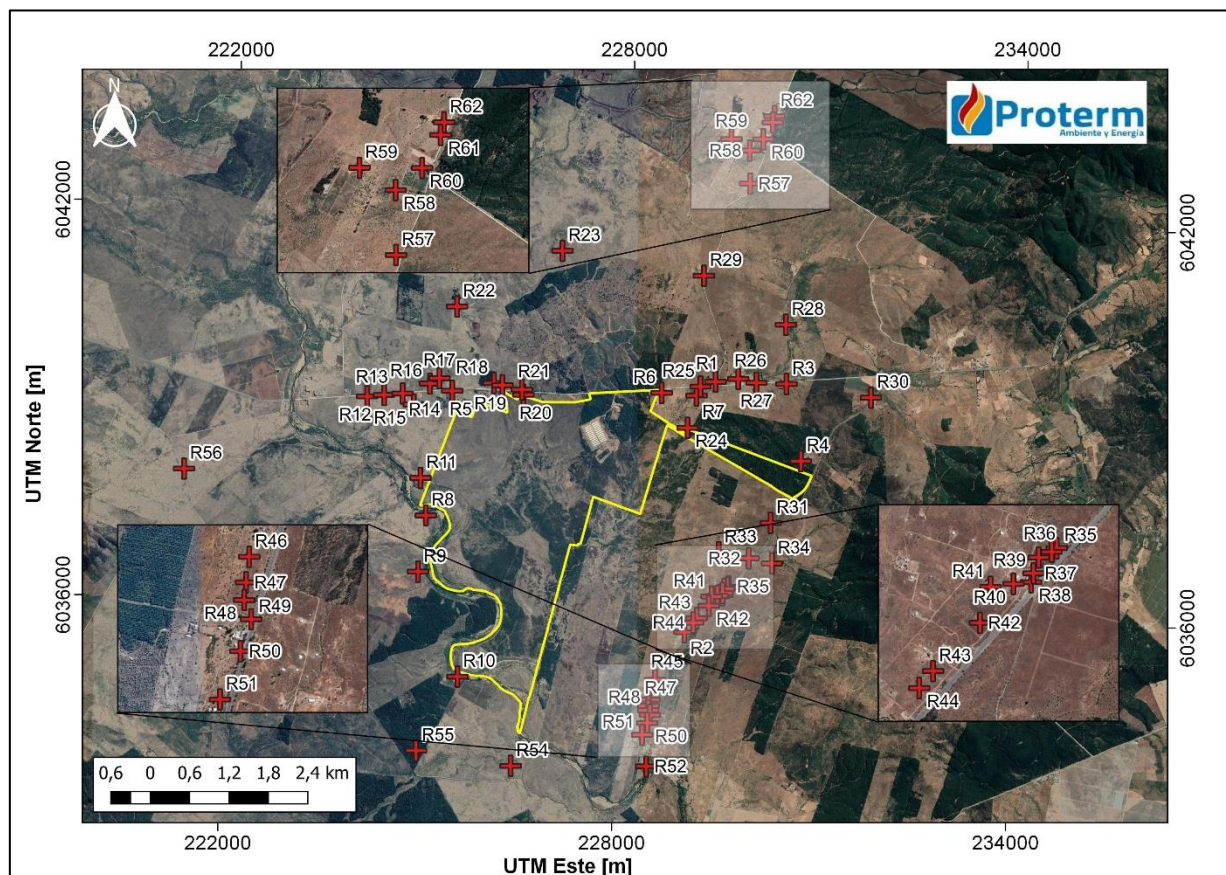 222000
228000
234000
N
Proterm
Ambiente y Energía
R62
R61
R59
R60
R58
R57
R62
R59
R58
R60
R57
R23
R29
R22
R28
6042000
6042000
UTM Norte [m]
R17
R18
R16
R13
R21
R12
R15
R14
R5
R19
R20
R6
R25
R1
R26
R3
R27
R30
R7
R24
R4
R56
R11
R8
R31
R9
R33
R32
R34
R41
R35
R43
R42
R44
R2
R45
R46
R47
R48
R49
R50
R51
R36
R35
R39
R37
R41
R40
R38
R42
R43
R44
6036000
6036000
R10
R48
R47
R51
R50
R55
R54
R52
0,6 0 0,6 1,2 1,8 2,4 km
222000
228000
234000
UTM Este [m]